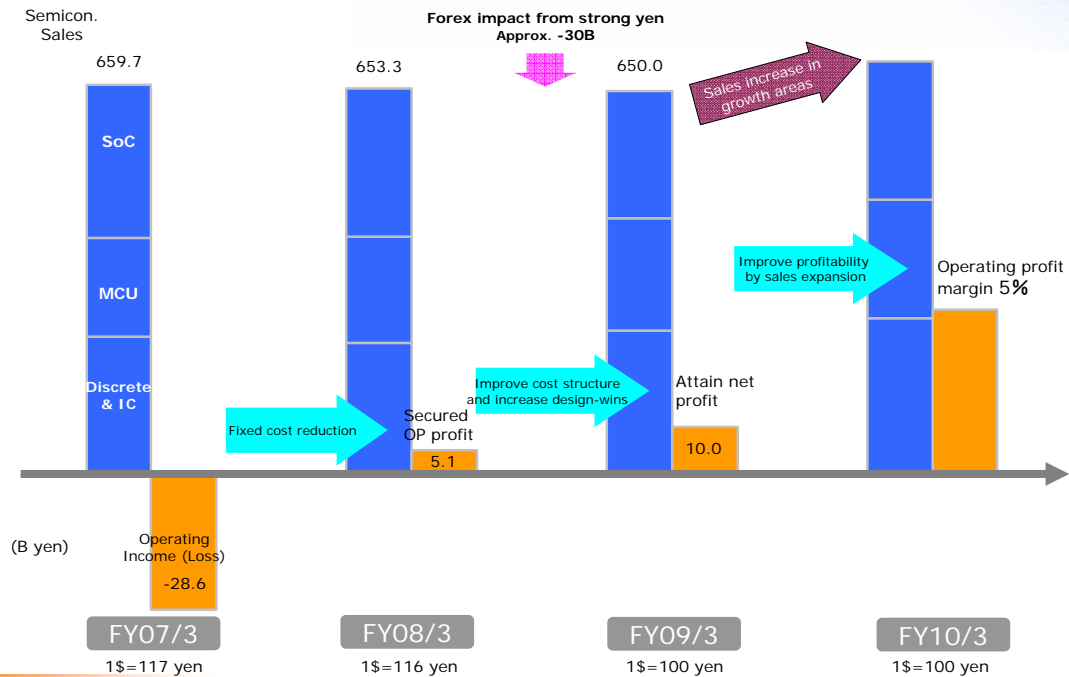 Semicon.
Sales
Forex impact from strong yen
Approx. -30B
659.7
653.3
650.0
Sales increase in
growth areas
SoC
MCU
Discrete
& IC
Improve profitability
by sales expansion
Operating profit
margin 5%
Improve cost structure
and increase design-wins
Attain net
profit
Fixed cost reduction
Secured
OP profit
5.1
10.0
(B yen)
Operating
Income (Loss)
-28.6
FY07/3
FY08/3
FY09/3
FY10/3
1$=117 yen
1$=116 yen
1$=100 yen
1$=100 yen